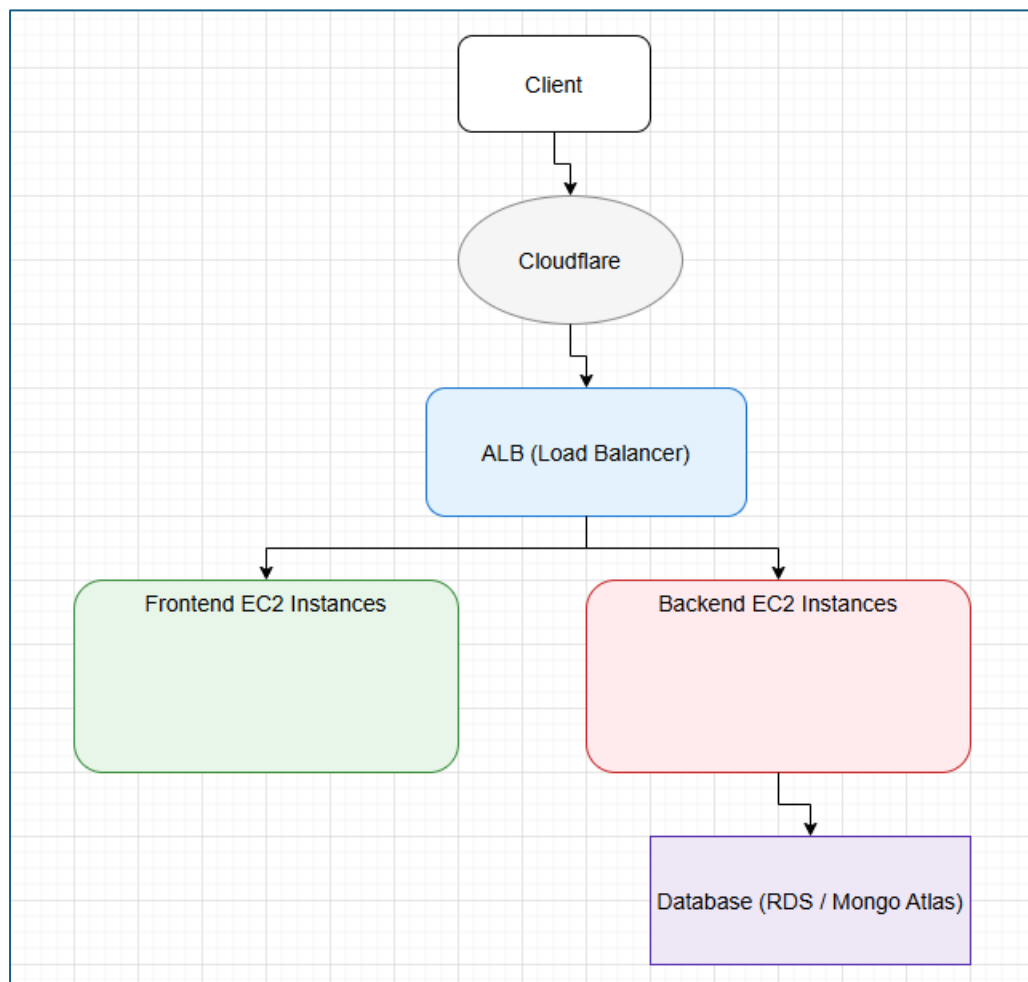 Client
Cloudflare
ALB (Load Balancer)
Frontend EC2 Instances
Backend EC2 Instances
Database (RDS / Mongo Atlas)